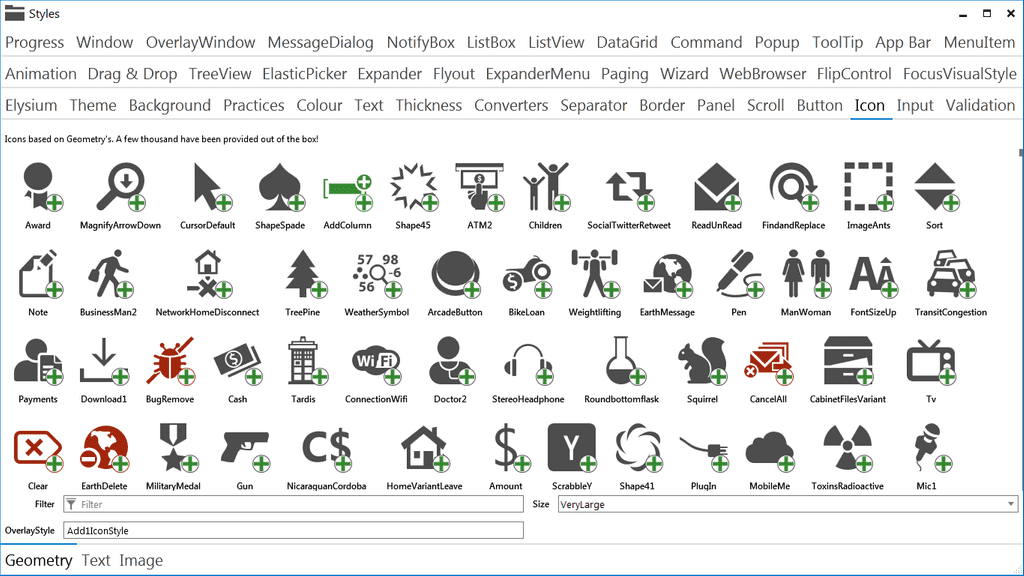 Styles
Progress Window OverlayWindow MessageDialog NotifyBox ListBox ListView DataGrid Command Popup ToolTip App Bar MenuItem
Animation Drag & Drop TreeView ElasticPicker Expander Flyout ExpanderMenu Paging Wizard WebBrowser FlipControl FocusVisualStyle
Elysium Theme Background Practices Colour Text Thickness Converters Separator Border Panel Scroll Button Icon Input Validation
Icons based on Geometry's. A few thousand have been provided out of the box!
$
Award MagnifyArrowDown CursorDefault ShapeSpade AddColumn Shape45 ATM2 Children SocialTwitterRetweet ReadUnRead FindandReplace ImageAnts Sort
57 98
-6
56
$
AA
Note BusinessMan2 NetworkHomeDisconnect TreePine WeatherSymbol ArcadeButton BikeLoan Weightlifting EarthMessage Pen ManWoman FontSizeUp TransitCongestion
$
WiFi
Payments Download1 BugRemove Cash Tardis ConnectionWifi Doctor2 StereoHeadphone Roundbottomflask Squirrel CancelAll CabinetFilesVariant Tv
C$
$
Y
Clear EarthDelete MilitaryMedal Gun NicaraguanCordoba HomeVariantLeave Amount ScrabbleY Shape41 PlugIn MobileMe ToxinsRadioactive Mic1
Filter Filter Size VeryLarge
OverlayStyle Add1IconStyle
Geometry Text Image